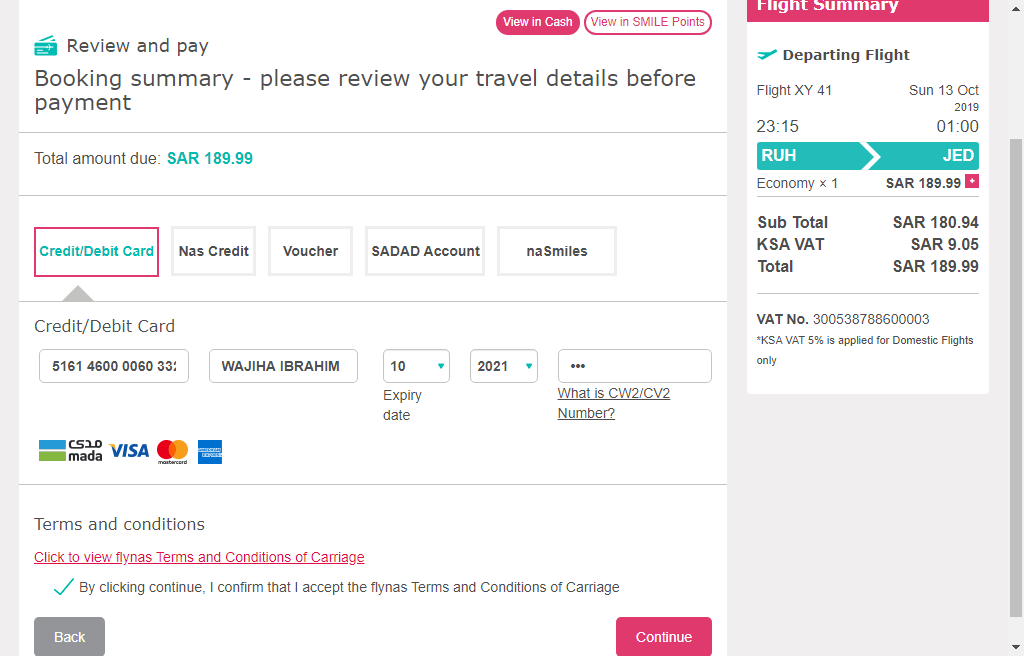 View in Cash
View in SMILE Points
Review and pay
Booking summary - please review your travel details before
payment
Total amount due: SAR 189.99
Credit/Debit Card
Nas Credit
Voucher
SADAD Account
naSmiles
Credit/Debit Card
5161 4600 0060
WAJIHA IBRAHIM
10
2021
•••
Expiry
date
What is CW2/CV2
Number?
مدى
mada
VISA
mastercard
AMERICAN
EXPRESS
Terms and conditions
Click to view flynas Terms and Conditions of Carriage
By clicking continue, I confirm that I accept the flynas Terms and Conditions of Carriage
Back
Continue
Flight Summary
Departing Flight
Flight XY 41
Sun 13 Oct
2019
23:15
01:00
RUH
JED
Economy × 1
SAR 189.99 +
Sub Total
SAR 180.94
KSA VAT
SAR 9.05
Total
SAR 189.99
VAT No. 300538788600003
*KSA VAT 5% is applied for Domestic Flights
only